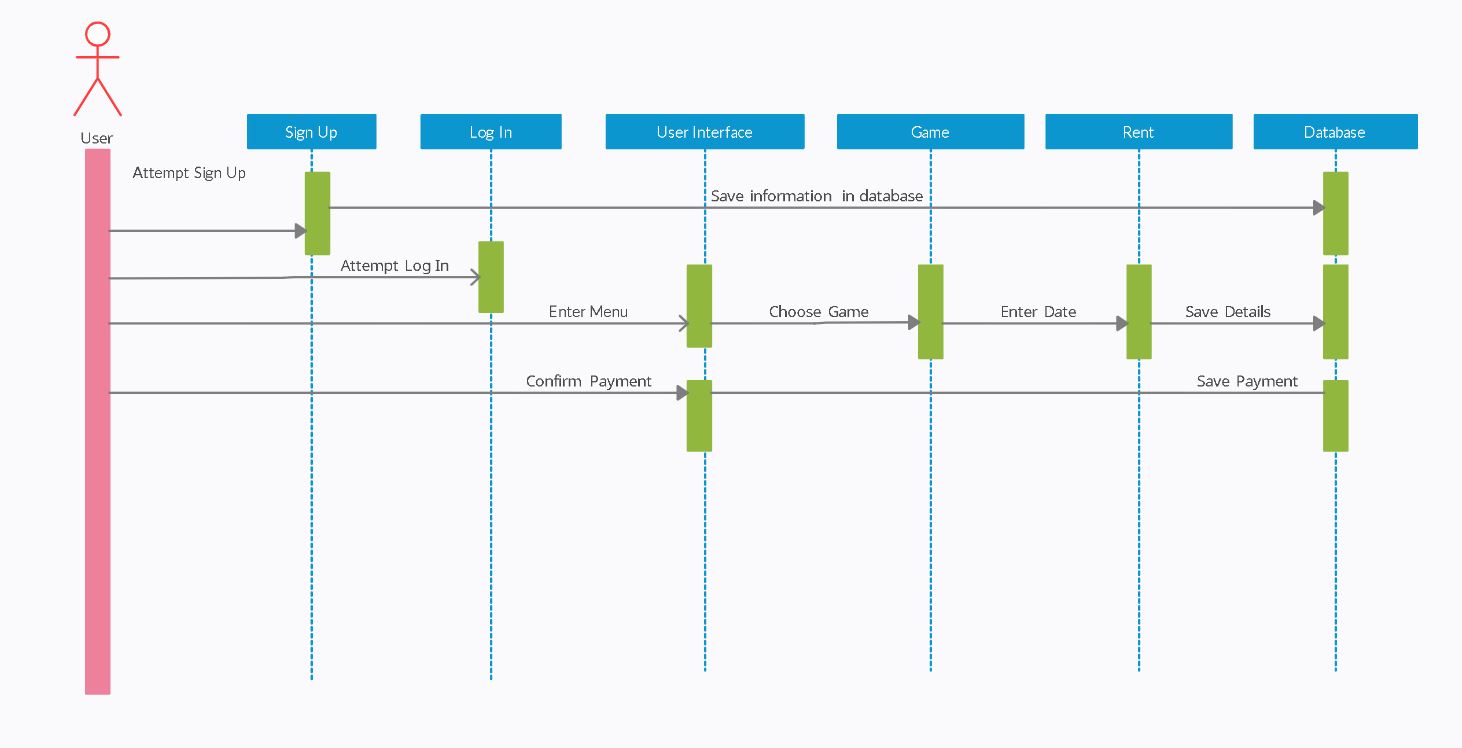 User
Sign Up
Log In
User Interface
Game
Rent
Database
Attempt Sign Up
Save information in database
Attempt Log In
Enter Menu
Choose Game
Enter Date
Save Details
Confirm Payment
Save Payment